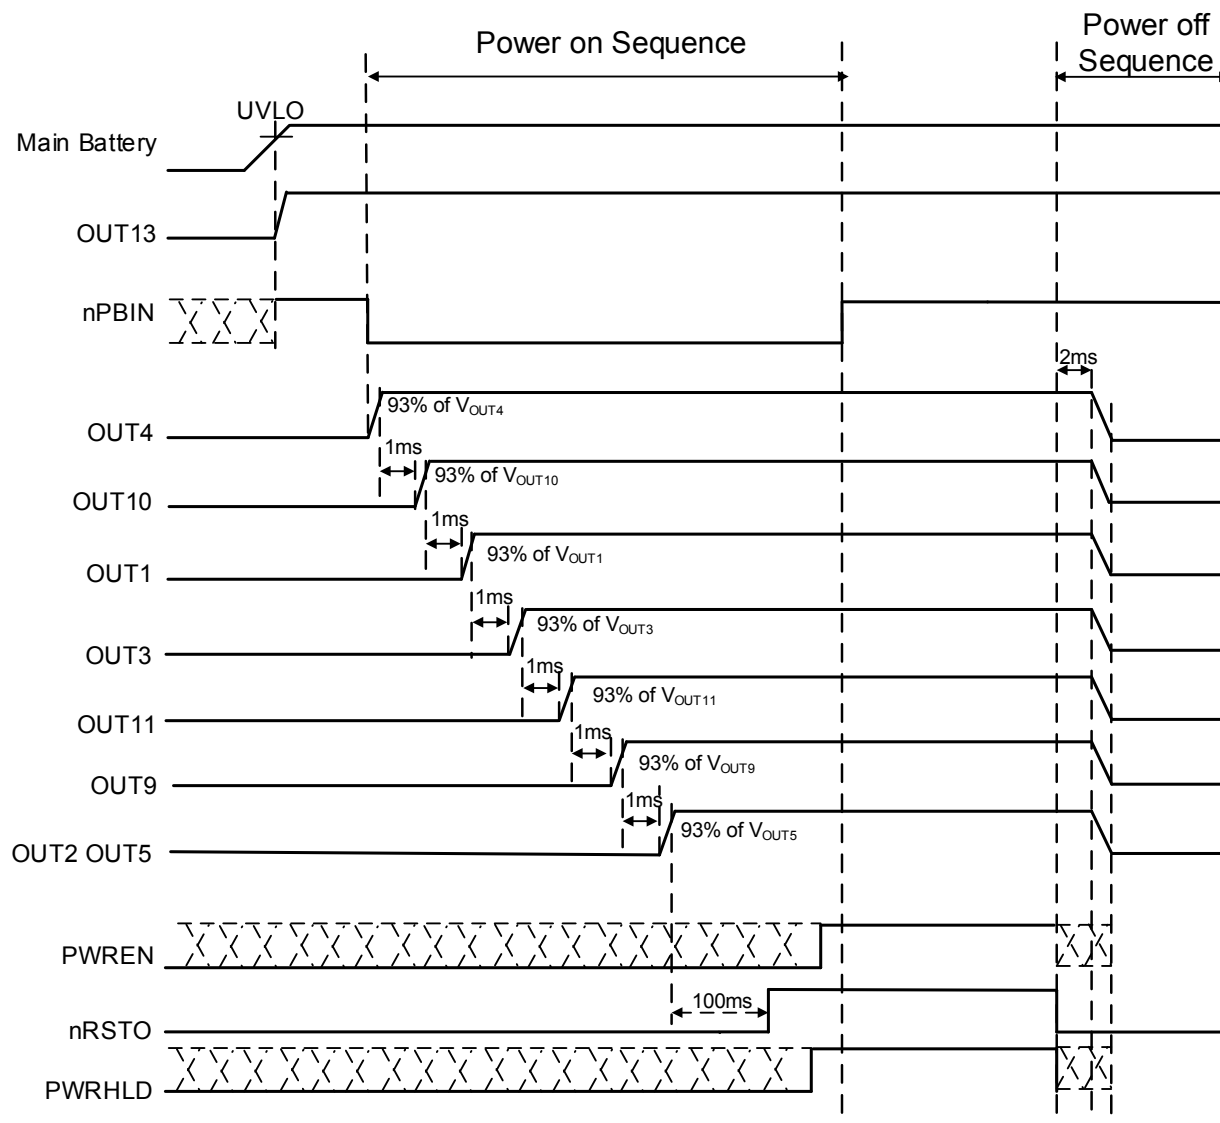 Power on Sequence
Power off
Sequence
UVLO
Main Battery
OUT13
nPBIN
2ms
93% of VOUT4
OUT4
1ms
93% of VOUT10
OUT10
1ms
93% of VOUT1
OUT1
1ms
93% of VOUT3
OUT3
1ms
93% of VOUT11
OUT11
1ms
93% of VOUT9
OUT9
1ms
93% of VOUT5
OUT2 OUT5
PWREN
100ms
nRSTO
PWRHLD